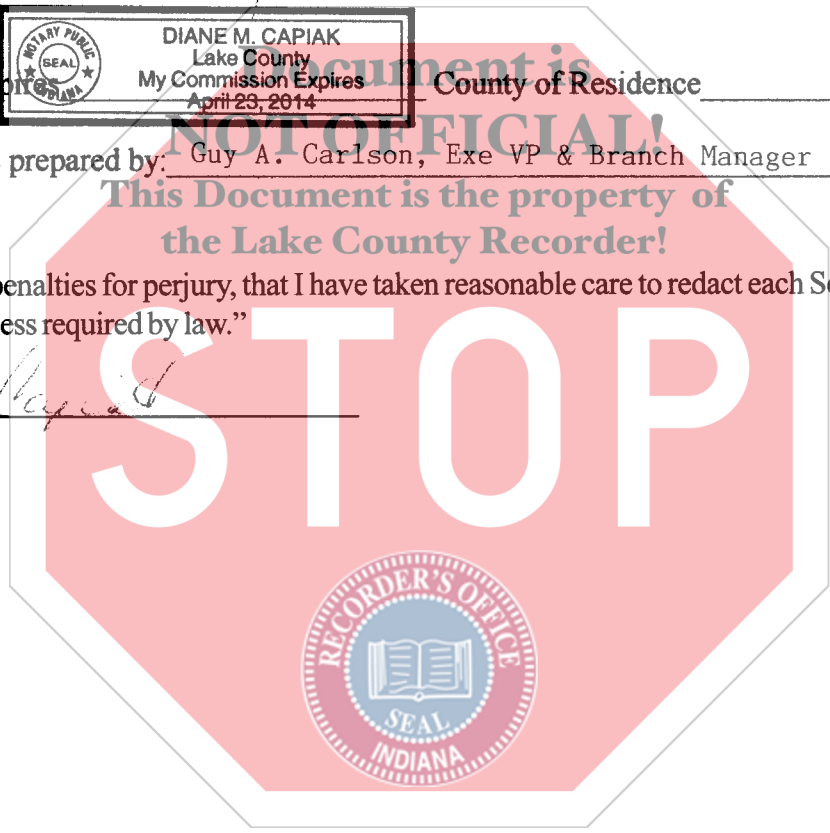 DIANE M. CAPIAK
Lake County
My Commission Expires
April 23, 2014
NOTARY PUBLIC
SEAL
INDIANA
Document is
County of Residence
NOT OFFICIAL!
prepared by: Guy A. Carlson, Exe VP & Branch Manager
This Document is the property of
the Lake County Recorder!
penalties for perjury, that I have taken reasonable care to redact each
ess required by law.”
STOP
RECORDER'S OFFICE
SEAL
INDIANA